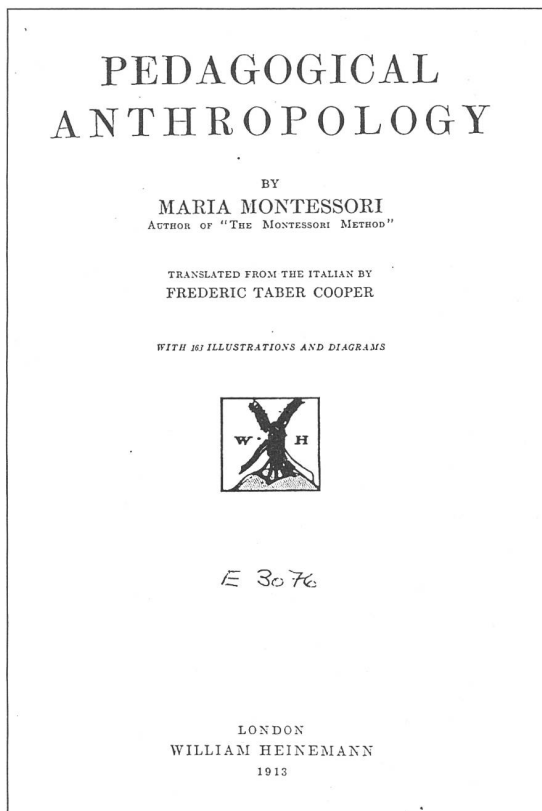 PEDAGOGICAL
ANTHROPOLOGY
BY
MARIA MONTESSORI
AUTHOR OF "THE MONTESSORI METHOD"
TRANSLATED FROM THE ITALIAN BY
FREDERIC TABER COOPER
WITH 163 ILLUSTRATIONS AND DIAGRAMS
W · H
E 3076
LONDON
WILLIAM HEINEMANN
1913